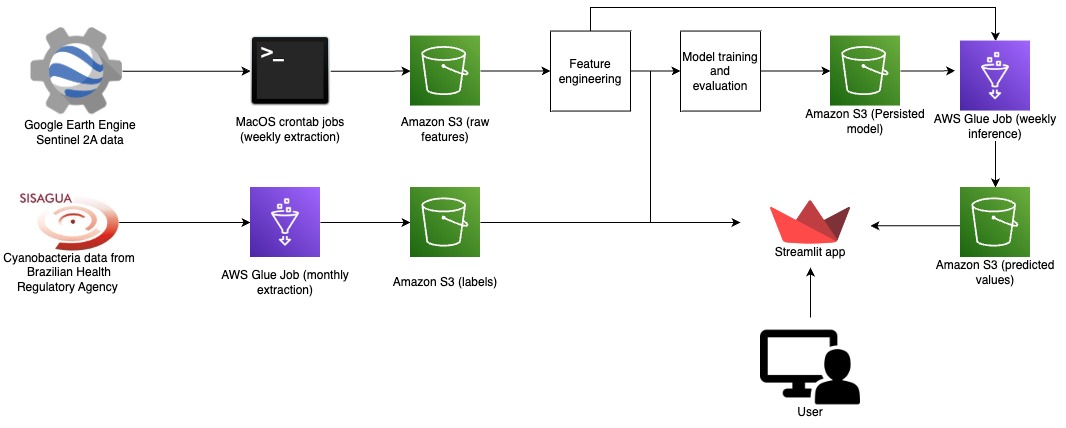 >_
Feature
engineering
Model training
and
evaluation
Google Earth Engine
Sentinel 2A data
MacOS crontab jobs
(weekly extraction)
Amazon S3 (raw
features)
Amazon S3 (Persisted
model)
AWS Glue Job (weekly
inference)
SISAGUA
Cyanobacteria data from
Brazilian Health
Regulatory Agency
AWS Glue Job (monthly
extraction)
Amazon S3 (labels)
Streamlit app
Amazon S3 (predicted
values)
User